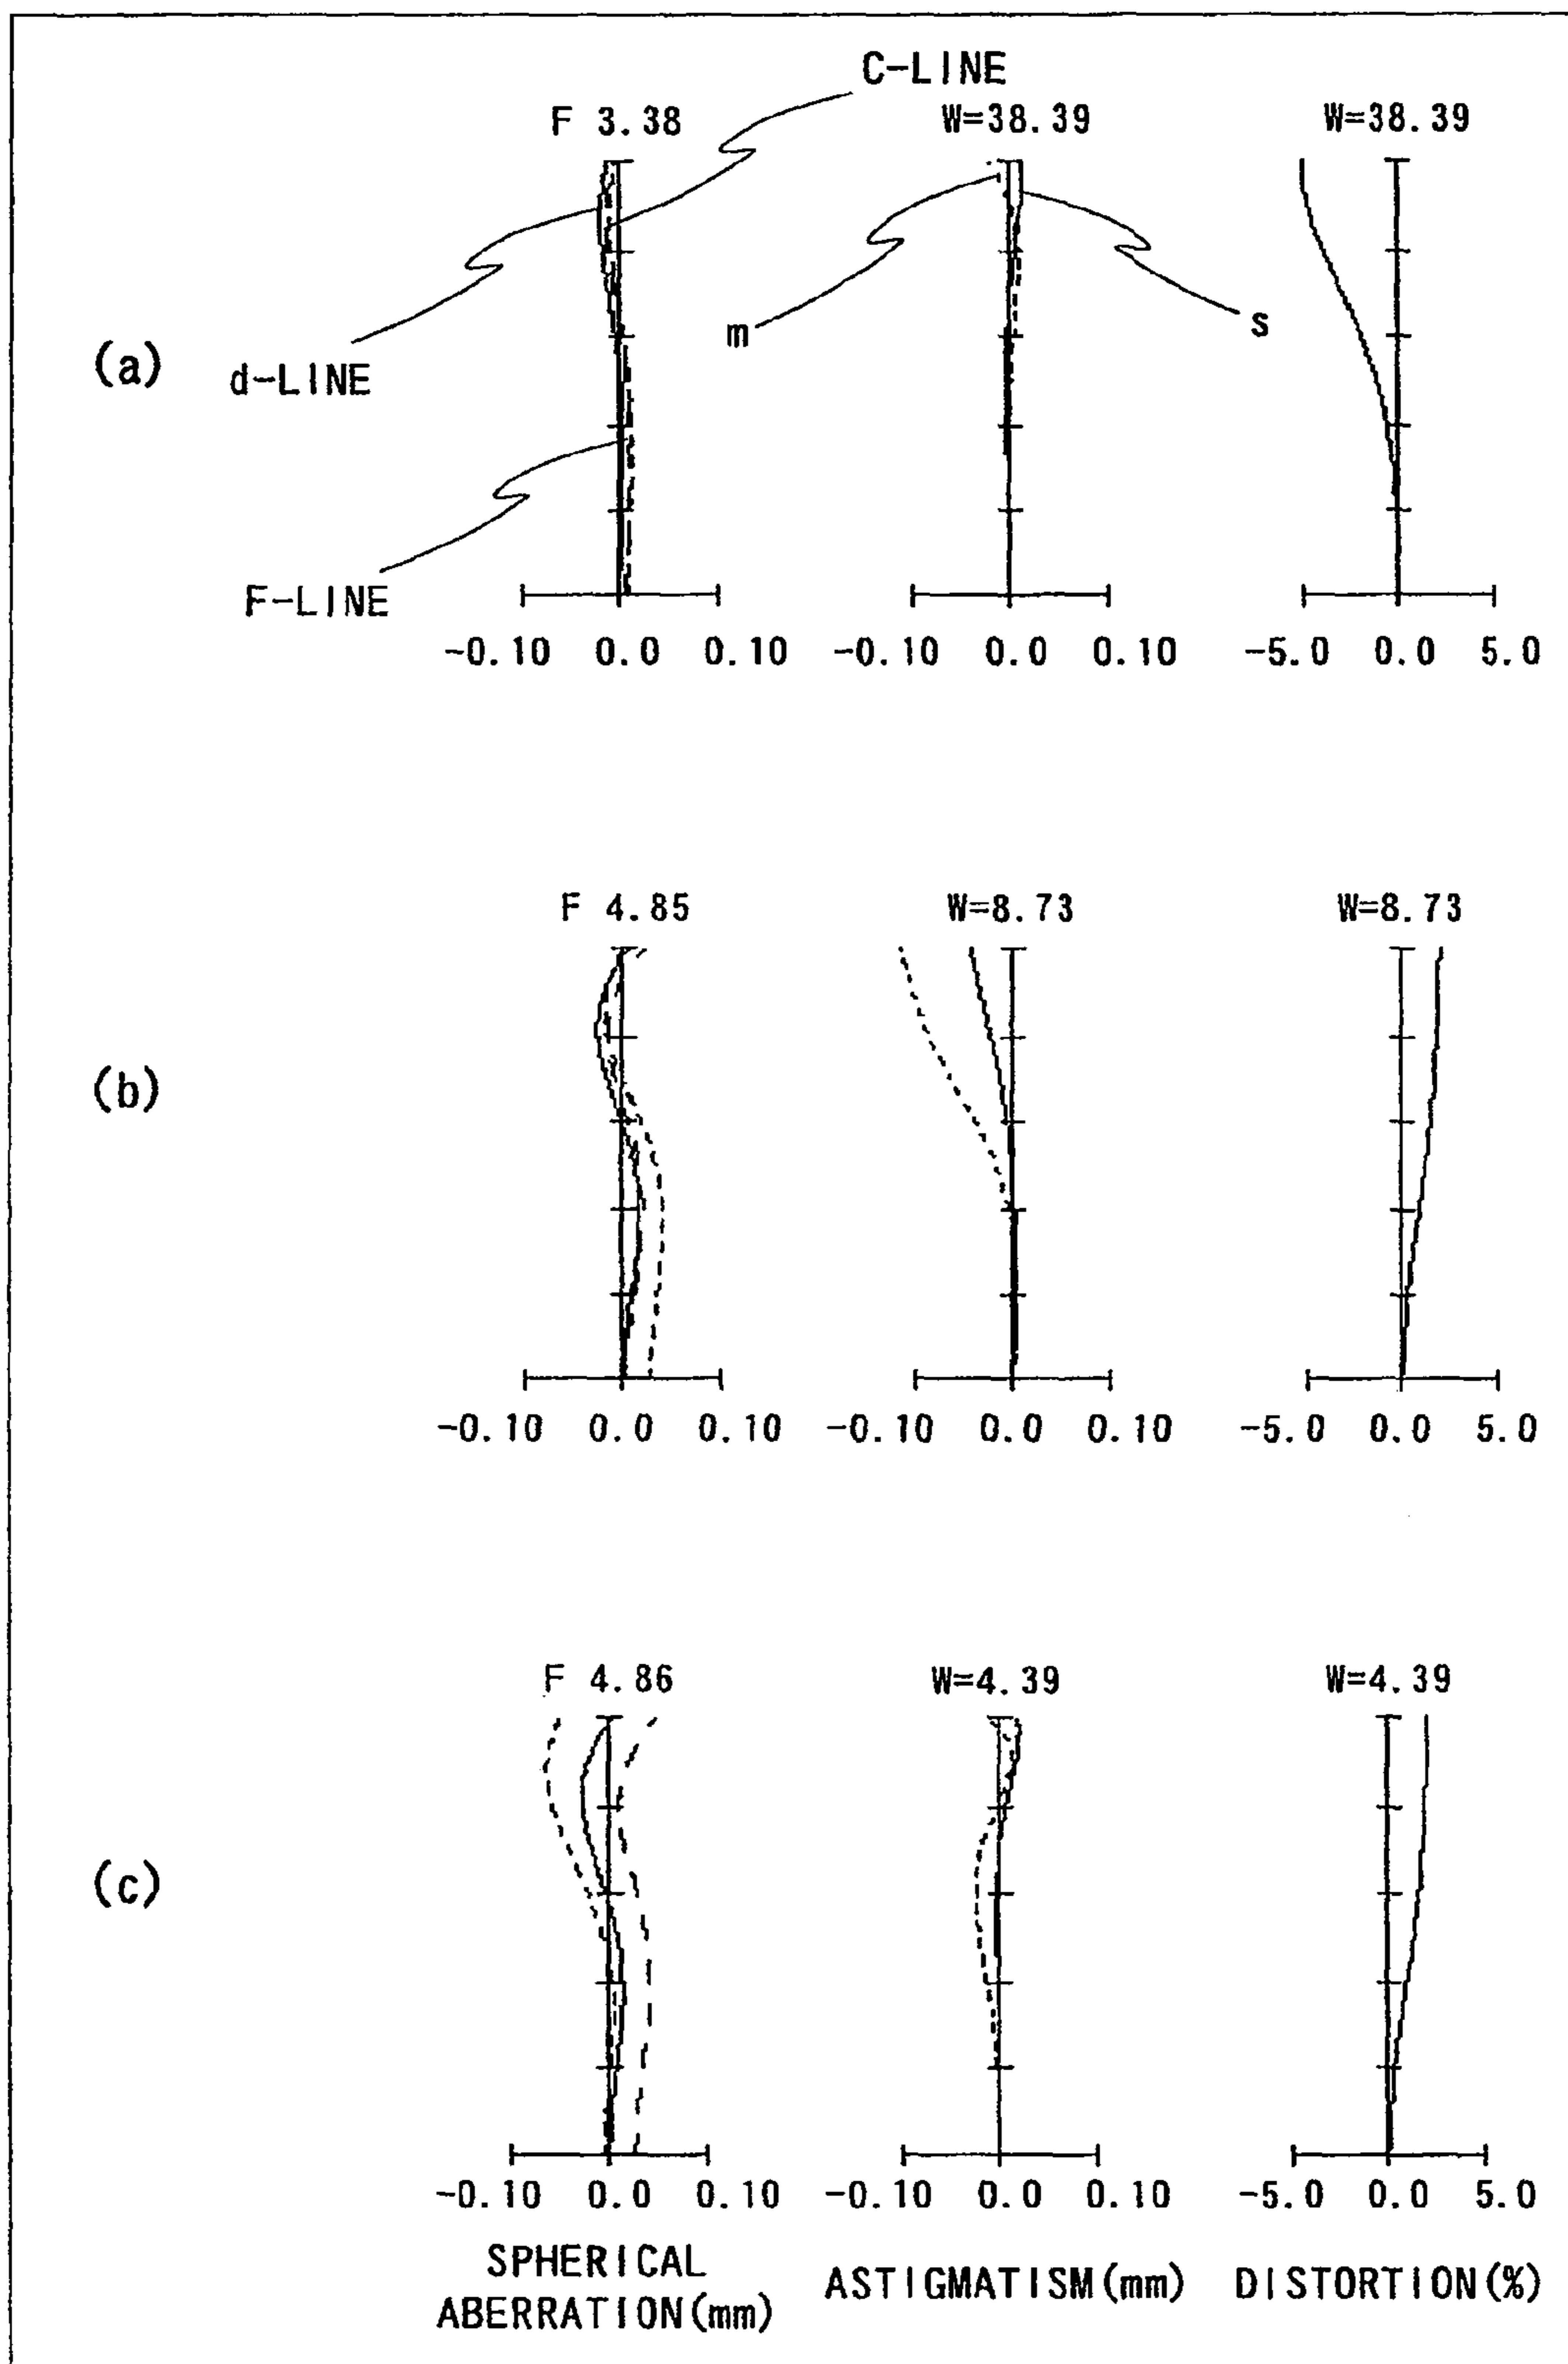 C-LINE
F 3.38 W=38.39 W=38.39
(a)
m s
d-LINE
F-LINE
-0.10 0.0 0.10 -0.10 0.0 0.10 -5.0 0.0 5.0
F 4.85 W=8.73 W=8.73
(b)
-0.10 0.0 0.10 -0.10 0.0 0.10 -5.0 0.0 5.0
F 4.86 W=4.39 W=4.39
(c)
-0.10 0.0 0.10 -0.10 0.0 0.10 -5.0 0.0 5.0
SPHERICAL
ABERRATION(mm) ASTIGMATISM(mm) DISTORTION(%)